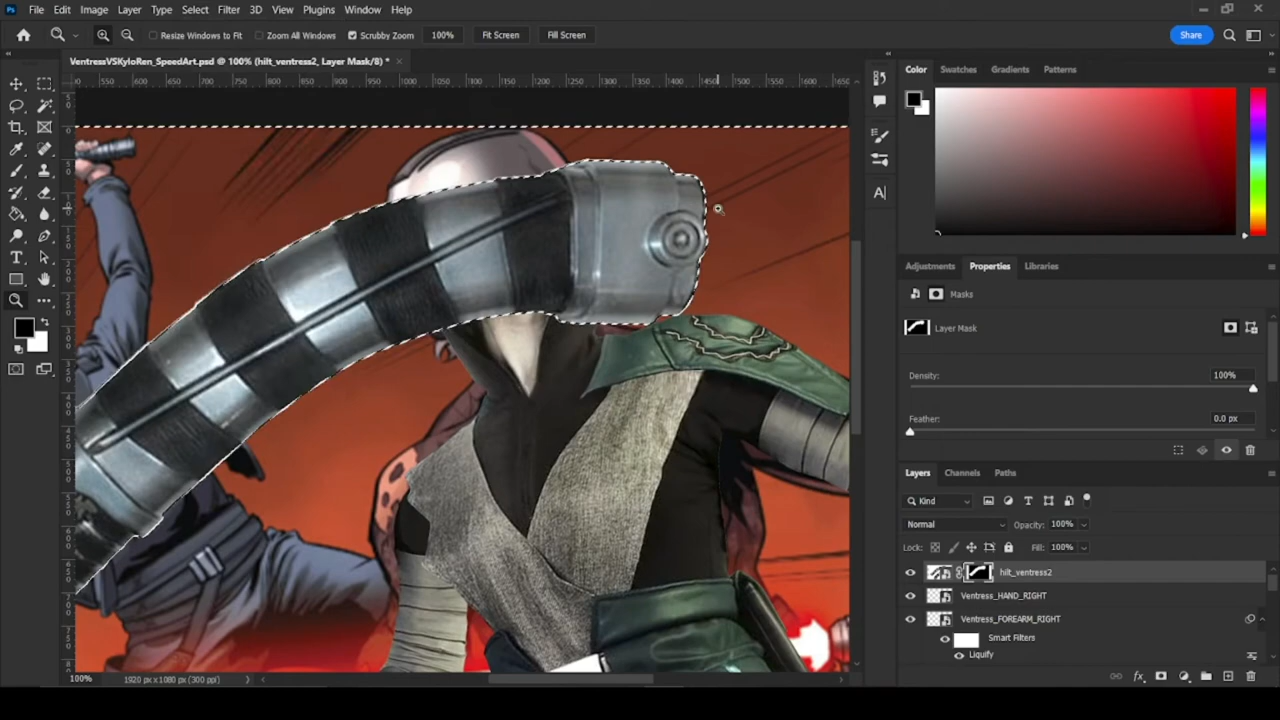 Ps File Edit Image Layer Type Select Filter 3D View Plugins Window Help
Resize Windows to Fit Zoom All Windows Scrubby Zoom 100% Fit Screen Fill Screen Share
VentressVSKyloRen_SpeedArt.psd @ 100% (hilt_ventress2, Layer Mask/8) *
Color Swatches Gradients Patterns
Adjustments Properties Libraries
Masks
Layer Mask
Density: 100%
Feather: 0.0 px
Layers Channels Paths
Kind
Normal Opacity: 100%
Lock: Fill: 100%
hilt_ventress2
Ventress_HAND_RIGHT
Ventress_FOREARM_RIGHT
Smart Filters
Liquify
100% 1920 px x 1080 px (300 ppi)